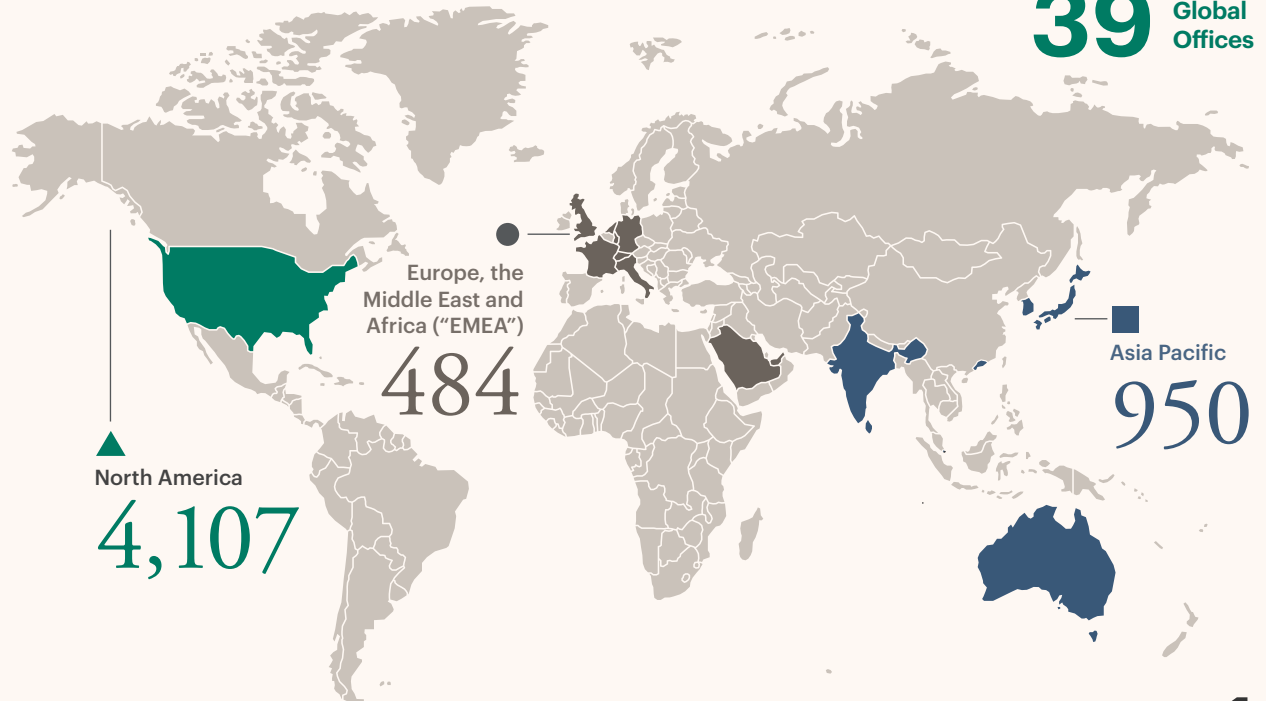 39
Global
Offices
Europe, the
Middle East and
Africa (“EMEA”)
484
Asia Pacific
950
North America
4,107